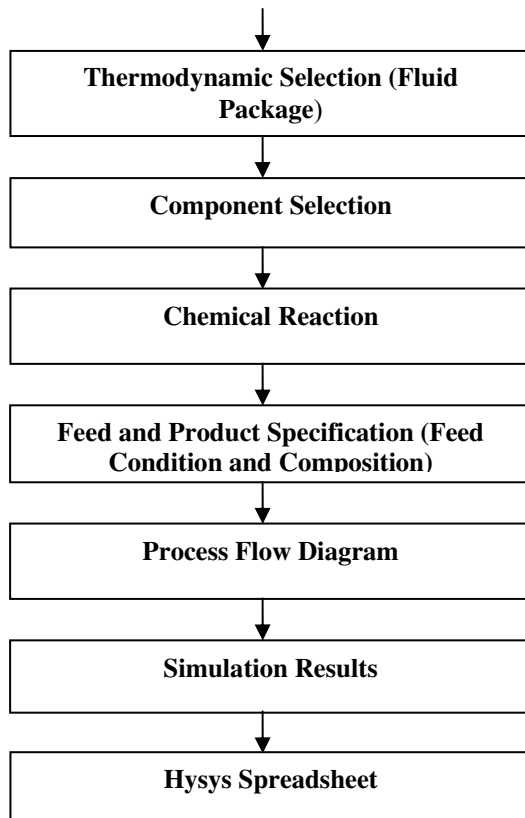 Thermodynamic Selection (Fluid
Package)
Component Selection
Chemical Reaction
Feed and Product Specification (Feed
Condition and Composition)
Process Flow Diagram
Simulation Results
Hysys Spreadsheet